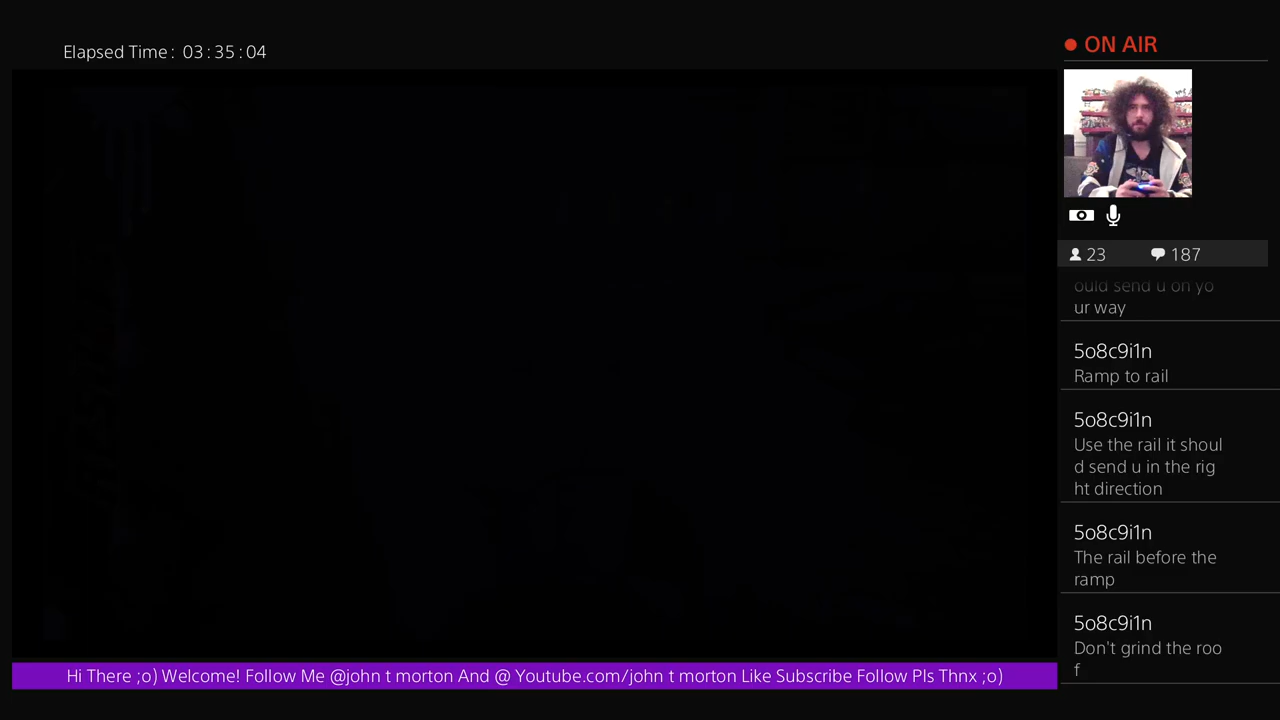 Elapsed Time: 03:35:04
ON AIR
23 187
ould send u on yo
ur way
5o8c9i1n
Ramp to rail
5o8c9i1n
Use the rail it shoul
d send u in the rig
ht direction
5o8c9i1n
The rail before the
ramp
5o8c9i1n
Don't grind the roo
f
Hi There ;o) Welcome! Follow Me @john t morton And @ Youtube.com/john t morton Like Subscribe Follow Pls Thnx ;o)